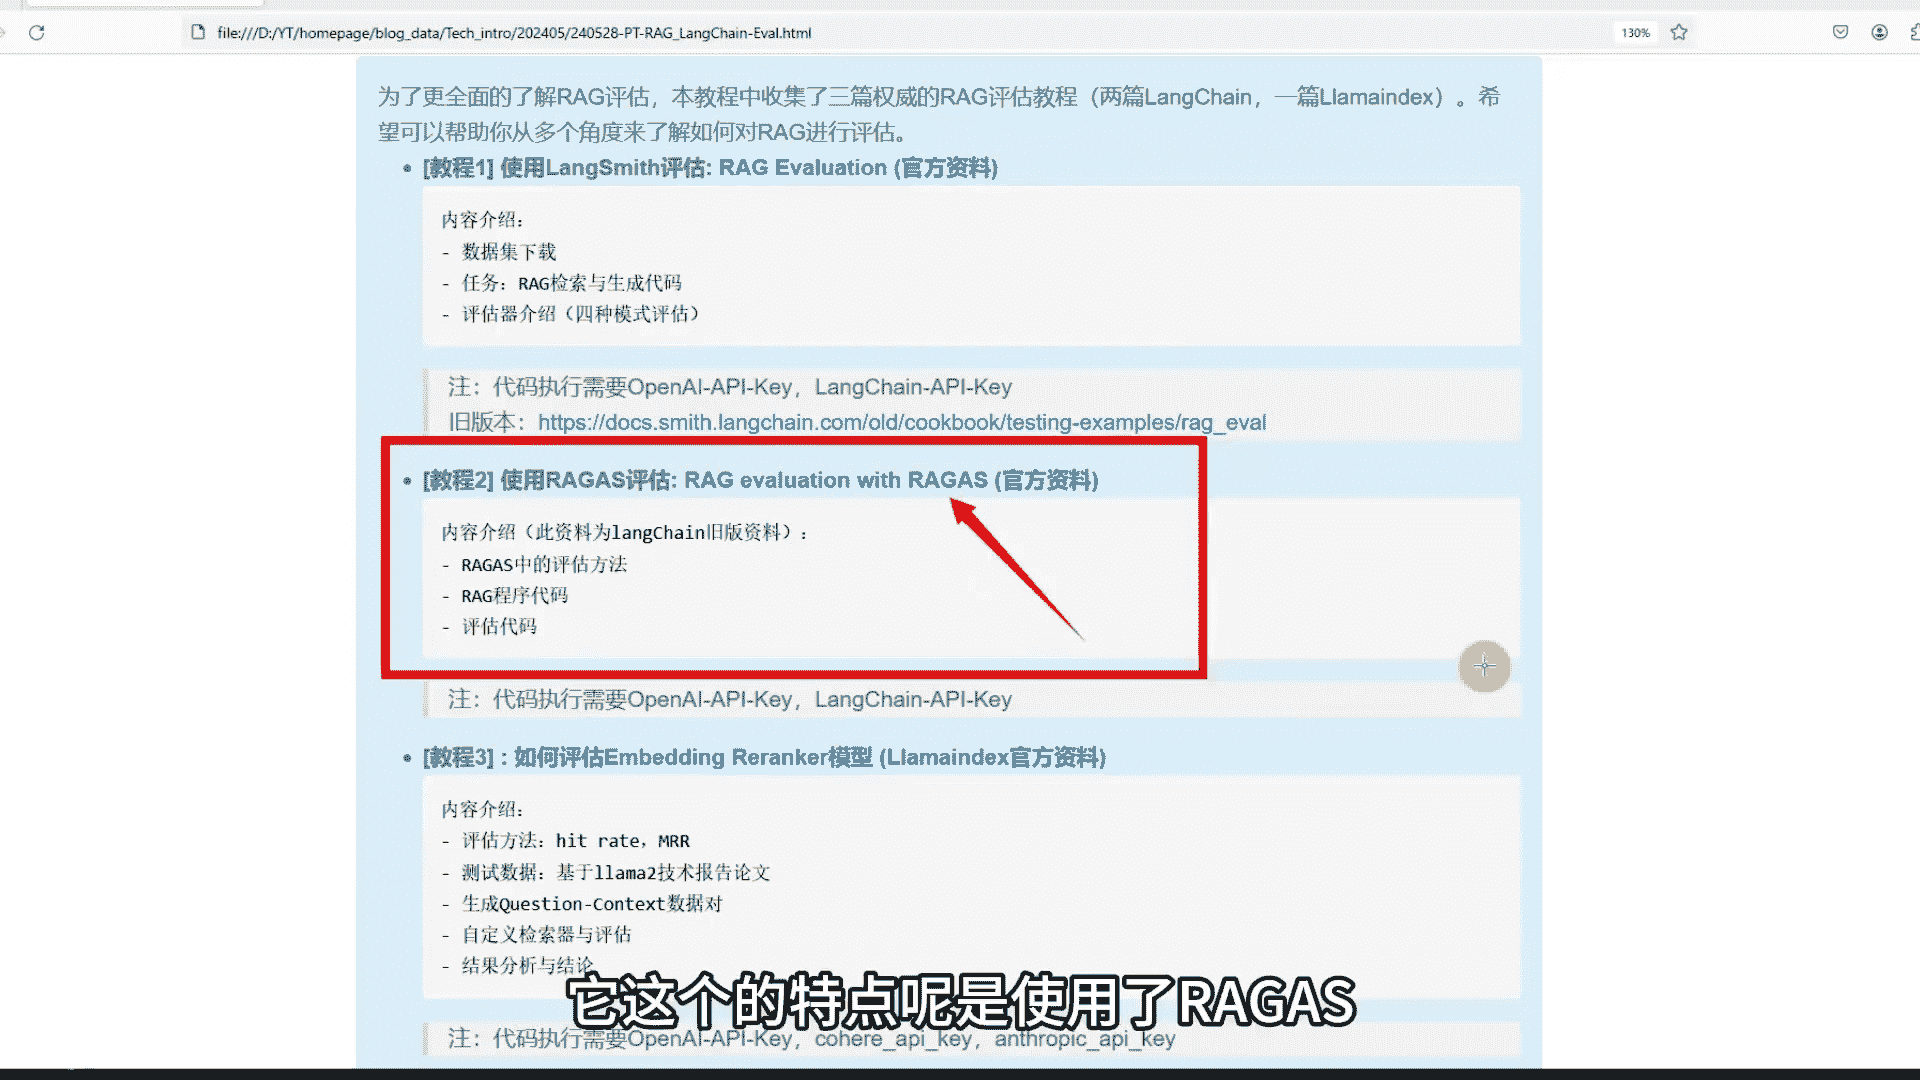 file:///D:/YT/homepage/blog_data/Tech_intro/202405/240528-PT-RAG_LangChain-Eval.html
130%
为了更全面的了解RAG评估，本教程中收集了三篇权威的RAG评估教程（两篇LangChain，一篇Llamaindex）。希
望可以帮助你从多个角度来了解如何对RAG进行评估。
• [教程1] 使用LangSmith评估: RAG Evaluation (官方资料)
内容介绍：
- 数据集下载
- 任务：RAG检索与生成代码
- 评估器介绍（四种模式评估）
注：代码执行需要OpenAI-API-Key，LangChain-API-Key
旧版本：https://docs.smith.langchain.com/old/cookbook/testing-examples/rag_eval
• [教程2] 使用RAGAS评估: RAG evaluation with RAGAS (官方资料)
内容介绍（此资料为langChain旧版资料）：
- RAGAS中的评估方法
- RAG程序代码
- 评估代码
注：代码执行需要OpenAI-API-Key，LangChain-API-Key
• [教程3] : 如何评估Embedding Reranker模型 (Llamaindex官方资料)
内容介绍：
- 评估方法：hit rate，MRR
- 测试数据：基于llama2技术报告论文
- 生成Question-Context数据对
- 自定义检索器与评估
- 结果分析与结论
它这个的特点呢是使用了RAGAS
注：代码执行需要OpenAI-API-Key，cohere_api_key，anthropic_api_key